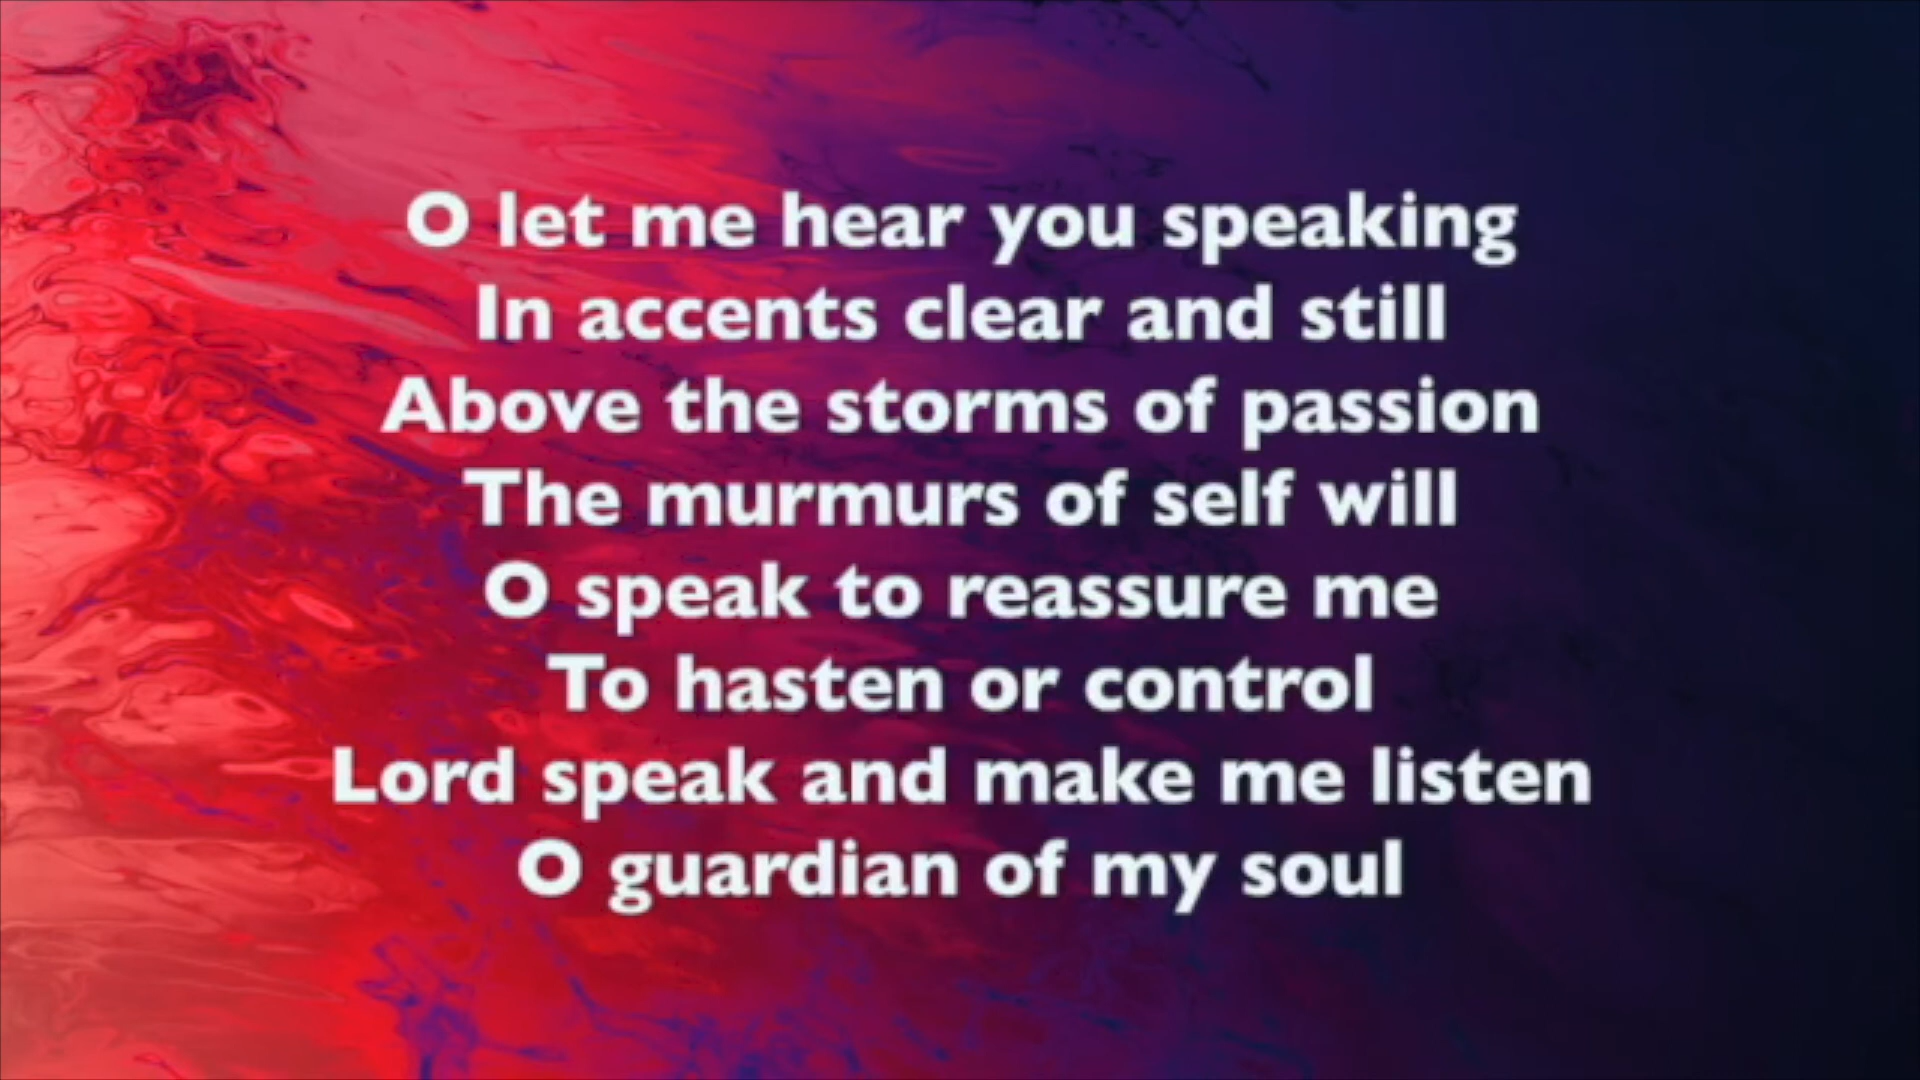 O let me hear you speaking
In accents clear and still
Above the storms of passion
The murmurs of self will
O speak to reassure me
To hasten or control
Lord speak and make me listen
O guardian of my soul